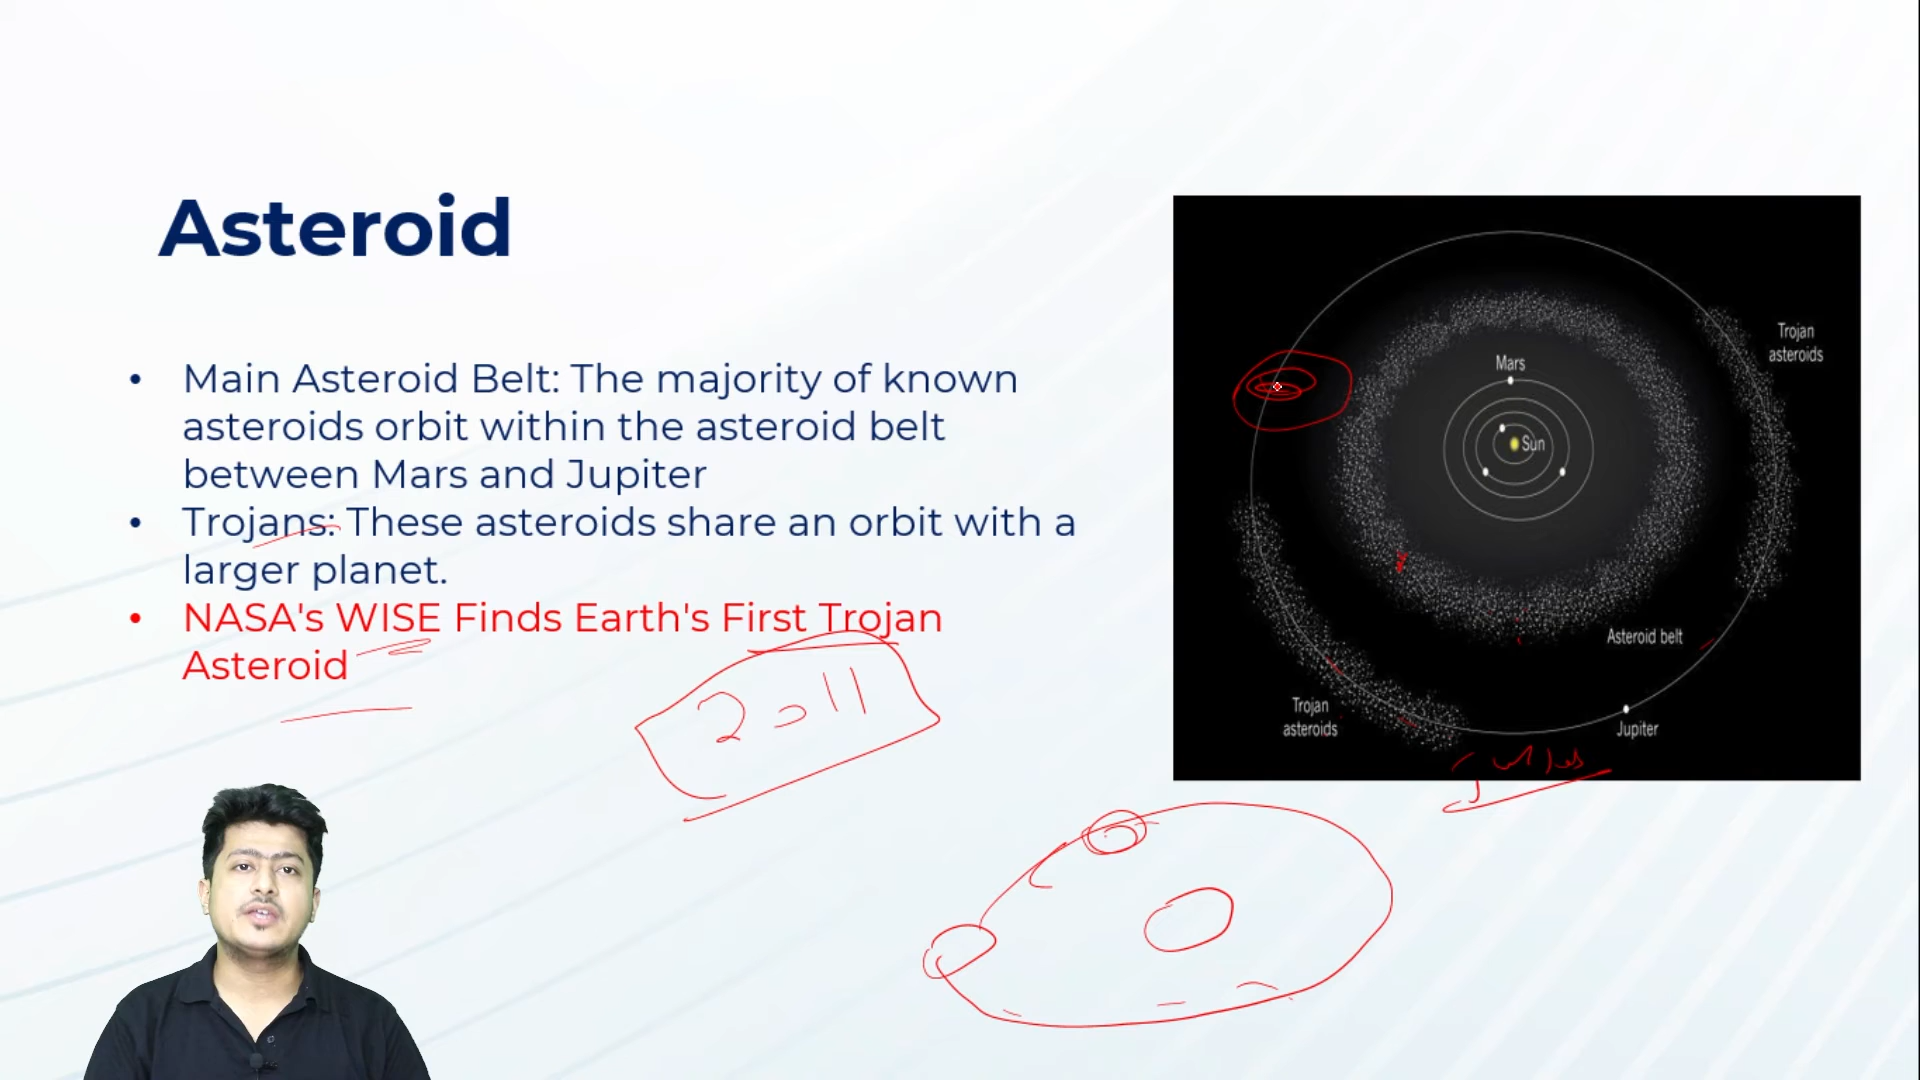 Asteroid
• Main Asteroid Belt: The majority of known
asteroids orbit within the asteroid belt
between Mars and Jupiter
• Trojans: These asteroids share an orbit with a
larger planet.
• NASA's WISE Finds Earth's First Trojan
Asteroid
2011
Trojan
asteroids
Mars
Sun
Asteroid belt
Trojan
asteroids
Jupiter